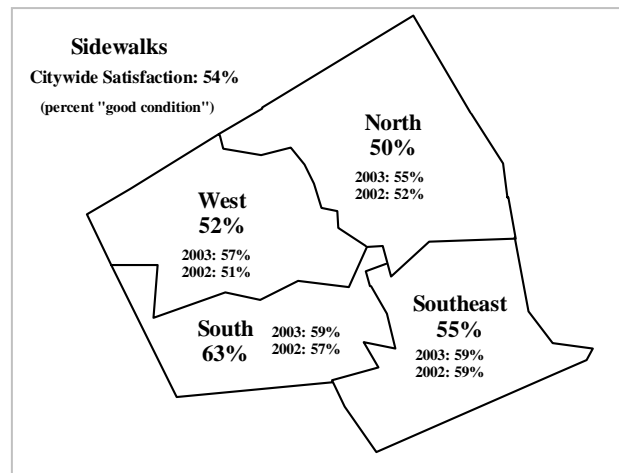 Sidewalks
Citywide Satisfaction: 54%
(percent "good condition")
North
50%
2003: 55%
2002: 52%
West
52%
2003: 57%
2002: 51%
South
63%
2003: 59%
2002: 57%
Southeast
55%
2003: 59%
2002: 59%